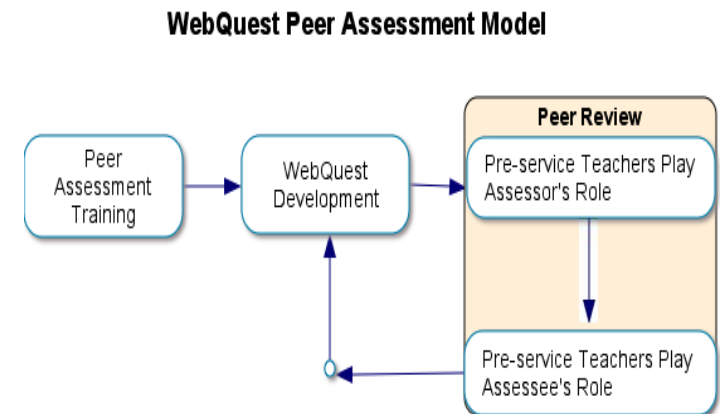 WebQuest Peer Assessment Model
Peer
Assessment
Training
WebQuest
Development
Peer Review
Pre-service Teachers Play
Assessor's Role
Pre-service Teachers Play
Assessee's Role